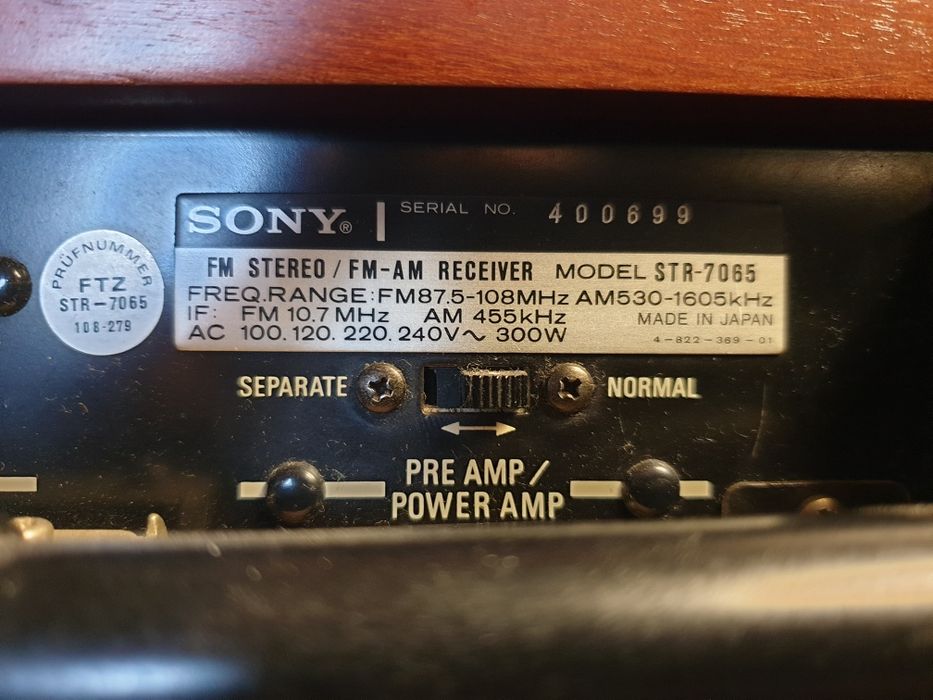 SONY® SERIAL NO. 400699
FM STEREO / FM-AM RECEIVER MODEL STR-7065
FREQ.RANGE:FM87.5-108MHz AM530-1605kHz
IF: FM 10.7MHz AM 455kHz MADE IN JAPAN
AC 100.120.220.240V~ 300W 4-822-369-01
PRÜFNUMMER
FTZ
STR-7065
108-279
SEPARATE NORMAL
PRE AMP/
POWER AMP